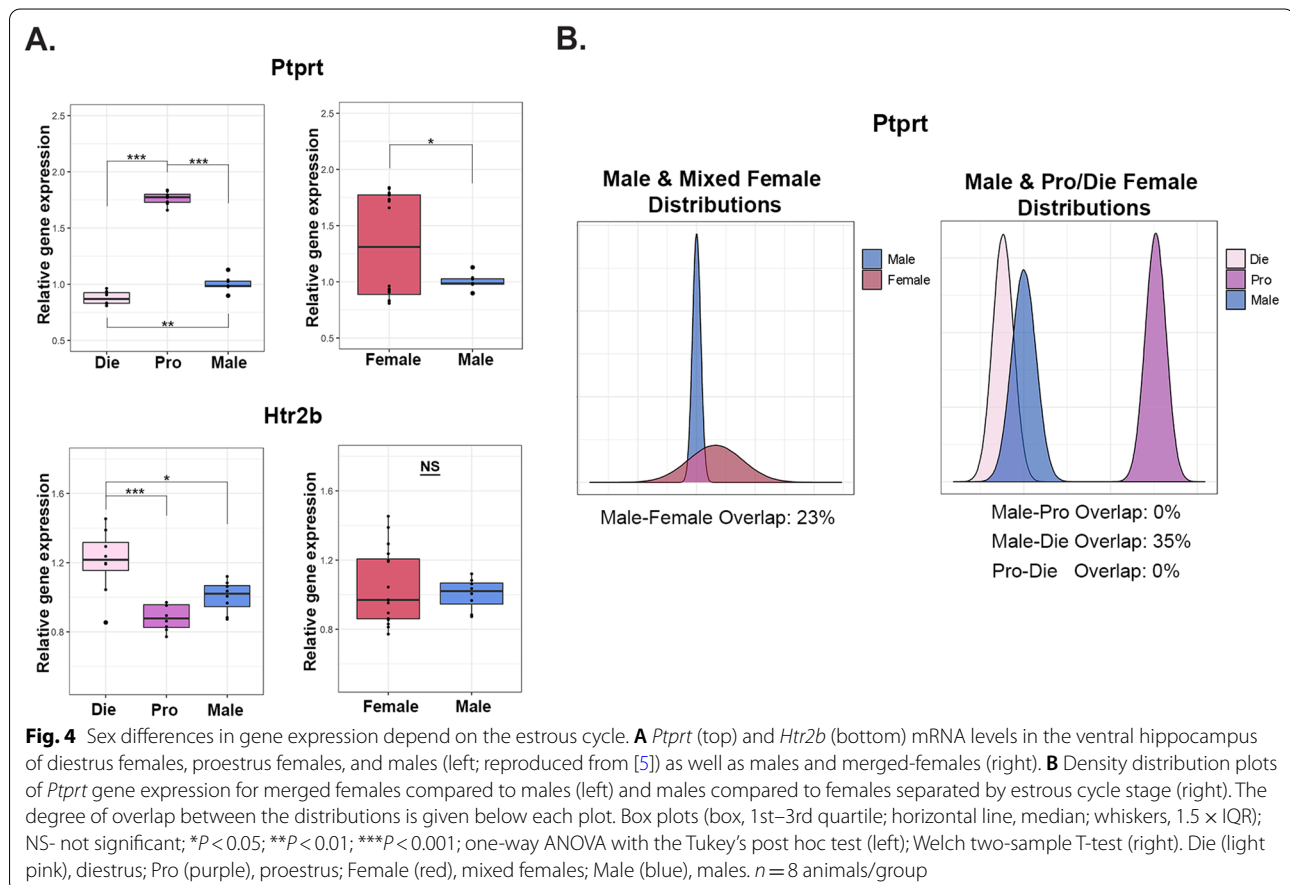 A.
Ptprt
Relative gene expression
2.5
2.0
1.5
1.0
0.5
***
***
**
Die
Pro
Male
Relative gene expression
2.5
2.0
1.5
1.0
0.5
*
Female
Male
Htr2b
Relative gene expression
1.6
1.2
0.8
***
*
Die
Pro
Male
Relative gene expression
1.6
1.2
0.8
NS
Female
Male
B.
Ptprt
Male & Mixed Female
Distributions
Male
Female
Male-Female Overlap: 23%
Male & Pro/Die Female
Distributions
Die
Pro
Male
Male-Pro Overlap: 0%
Male-Die Overlap: 35%
Pro-Die Overlap: 0%
Fig. 4 Sex differences in gene expression depend on the estrous cycle. A Ptprt (top) and Htr2b (bottom) mRNA levels in the ventral hippocampus
of diestrus females, proestrus females, and males (left; reproduced from [5]) as well as males and merged-females (right). B Density distribution plots
of Ptprt gene expression for merged females compared to males (left) and males compared to females separated by estrous cycle stage (right). The
degree of overlap between the distributions is given below each plot. Box plots (box, 1st–3rd quartile; horizontal line, median; whiskers, 1.5 × IQR);
NS- not significant; *P < 0.05; **P < 0.01; ***P < 0.001; one-way ANOVA with the Tukey's post hoc test (left); Welch two-sample T-test (right). Die (light
pink), diestrus; Pro (purple), proestrus; Female (red), mixed females; Male (blue), males. n = 8 animals/group